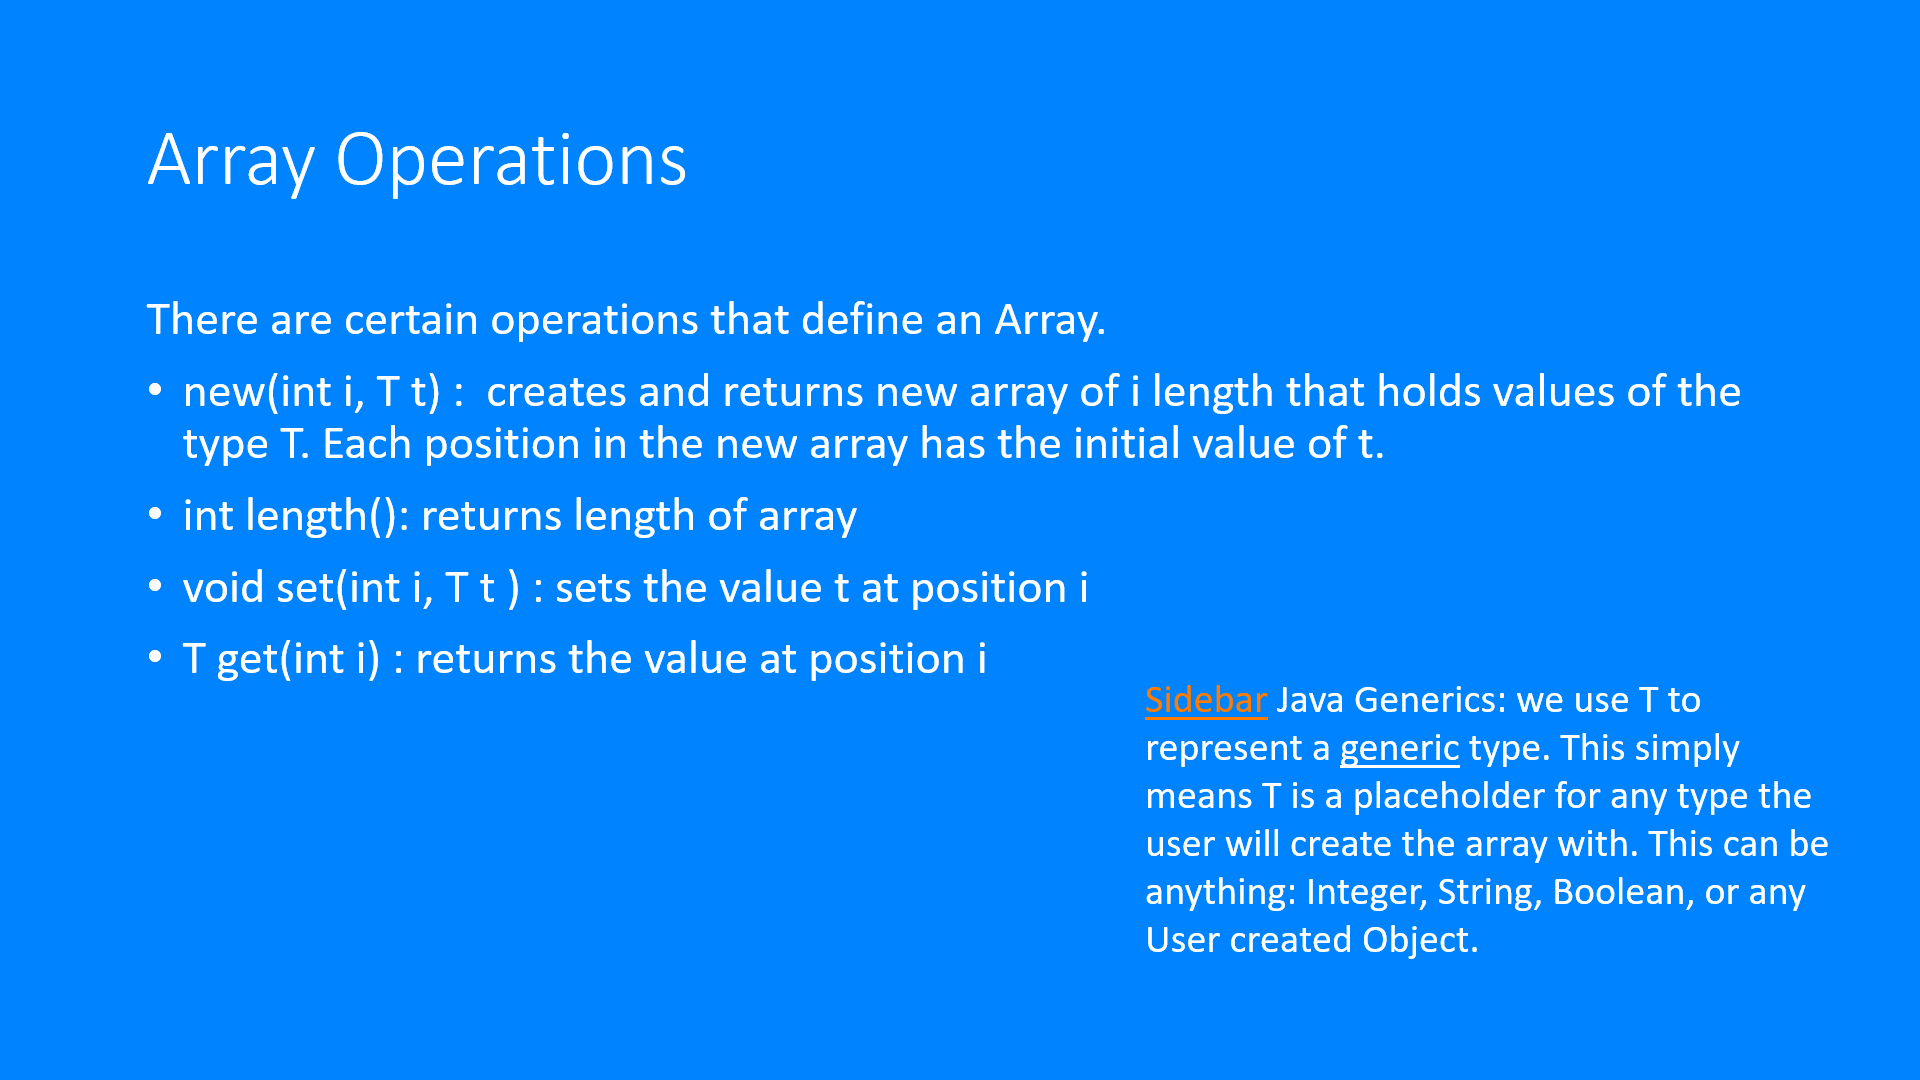 Array Operations
There are certain operations that define an Array.
• new(int i, T t) :  creates and returns new array of i length that holds values of the
type T. Each position in the new array has the initial value of t.
• int length(): returns length of array
• void set(int i, T t ) : sets the value t at position i
• T get(int i) : returns the value at position i
Sidebar Java Generics: we use T to
represent a generic type. This simply
means T is a placeholder for any type the
user will create the array with. This can be
anything: Integer, String, Boolean, or any
User created Object.